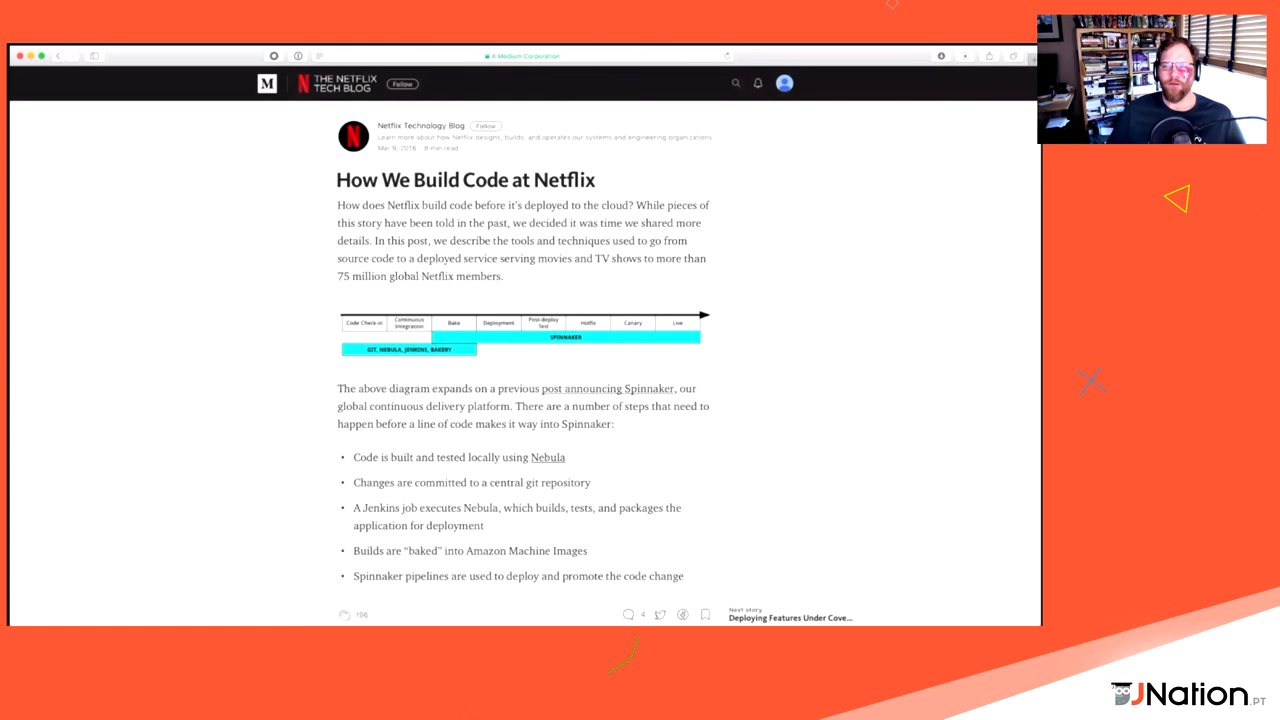 A Medium Corporation
M
THE NETFLIX
TECH BLOG
Follow
Netflix Technology Blog
Follow
Learn more about how Netflix designs, builds, and operates our systems and engineering organizations
Mar 9, 2016 · 8 min read
How We Build Code at Netflix
How does Netflix build code before it's deployed to the cloud? While pieces of
this story have been told in the past, we decided it was time we shared more
details. In this post, we describe the tools and techniques used to go from
source code to a deployed service serving movies and TV shows to more than
75 million global Netflix members.
Code Check-in
Continuous
Integration
Bake
Deployment
Post-deploy
Test
Hotfix
Canary
Live
SPINNAKER
GIT, NEBULA, JENKINS, BAKERY
The above diagram expands on a previous post announcing Spinnaker, our
global continuous delivery platform. There are a number of steps that need to
happen before a line of code makes it way into Spinnaker:
• Code is built and tested locally using Nebula
• Changes are committed to a central git repository
• A Jenkins job executes Nebula, which builds, tests, and packages the
application for deployment
• Builds are “baked” into Amazon Machine Images
• Spinnaker pipelines are used to deploy and promote the code change
196
4
Next story
Deploying Features Under Cove...
JNation.PT